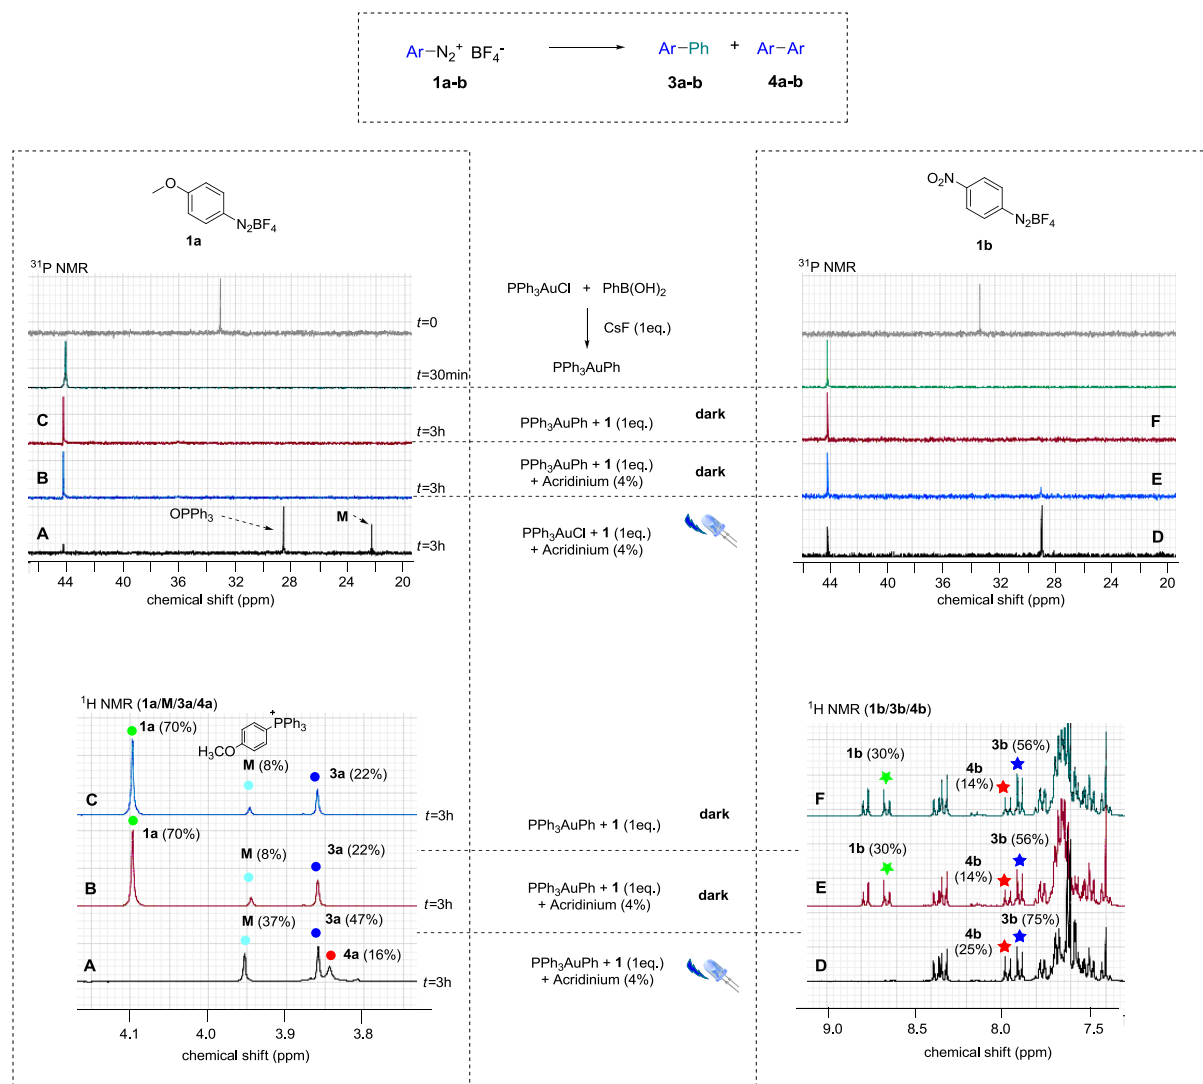 Ar–N2+ BF4- Ar–Ph + Ar–Ar
1a-b 3a-b 4a-b
O
N2BF4
1a
O2N
N2BF4
1b
31P NMR
t=0
t=30min
C
t=3h
B
t=3h
OPPh3
M
A
t=3h
44 40 36 32 28 24 20
chemical shift (ppm)
PPh3AuCl + PhB(OH)2
CsF (1eq.)
PPh3AuPh
PPh3AuPh + 1 (1eq.)
dark
PPh3AuPh + 1 (1eq.)
+ Acridinium (4%)
dark
PPh3AuCl + 1 (1eq.)
+ Acridinium (4%)
31P NMR
F
E
D
44 40 36 32 28 24 20
chemical shift (ppm)
1H NMR (1a/M/3a/4a)
1a (70%)
+
PPh3
H3CO
M (8%)
3a (22%)
C
t=3h
1a (70%)
M (8%)
3a (22%)
B
t=3h
M (37%)
3a (47%)
4a (16%)
A
t=3h
4.1 4.0 3.9 3.8
chemical shift (ppm)
PPh3AuPh + 1 (1eq.)
dark
PPh3AuPh + 1 (1eq.)
+ Acridinium (4%)
dark
PPh3AuPh + 1 (1eq.)
+ Acridinium (4%)
1H NMR (1b/3b/4b)
3b (56%)
1b (30%)
4b
(14%)
F
3b (56%)
1b (30%)
4b
(14%)
E
3b (75%)
4b
(25%)
D
9.0 8.5 8.0 7.5
chemical shift (ppm)